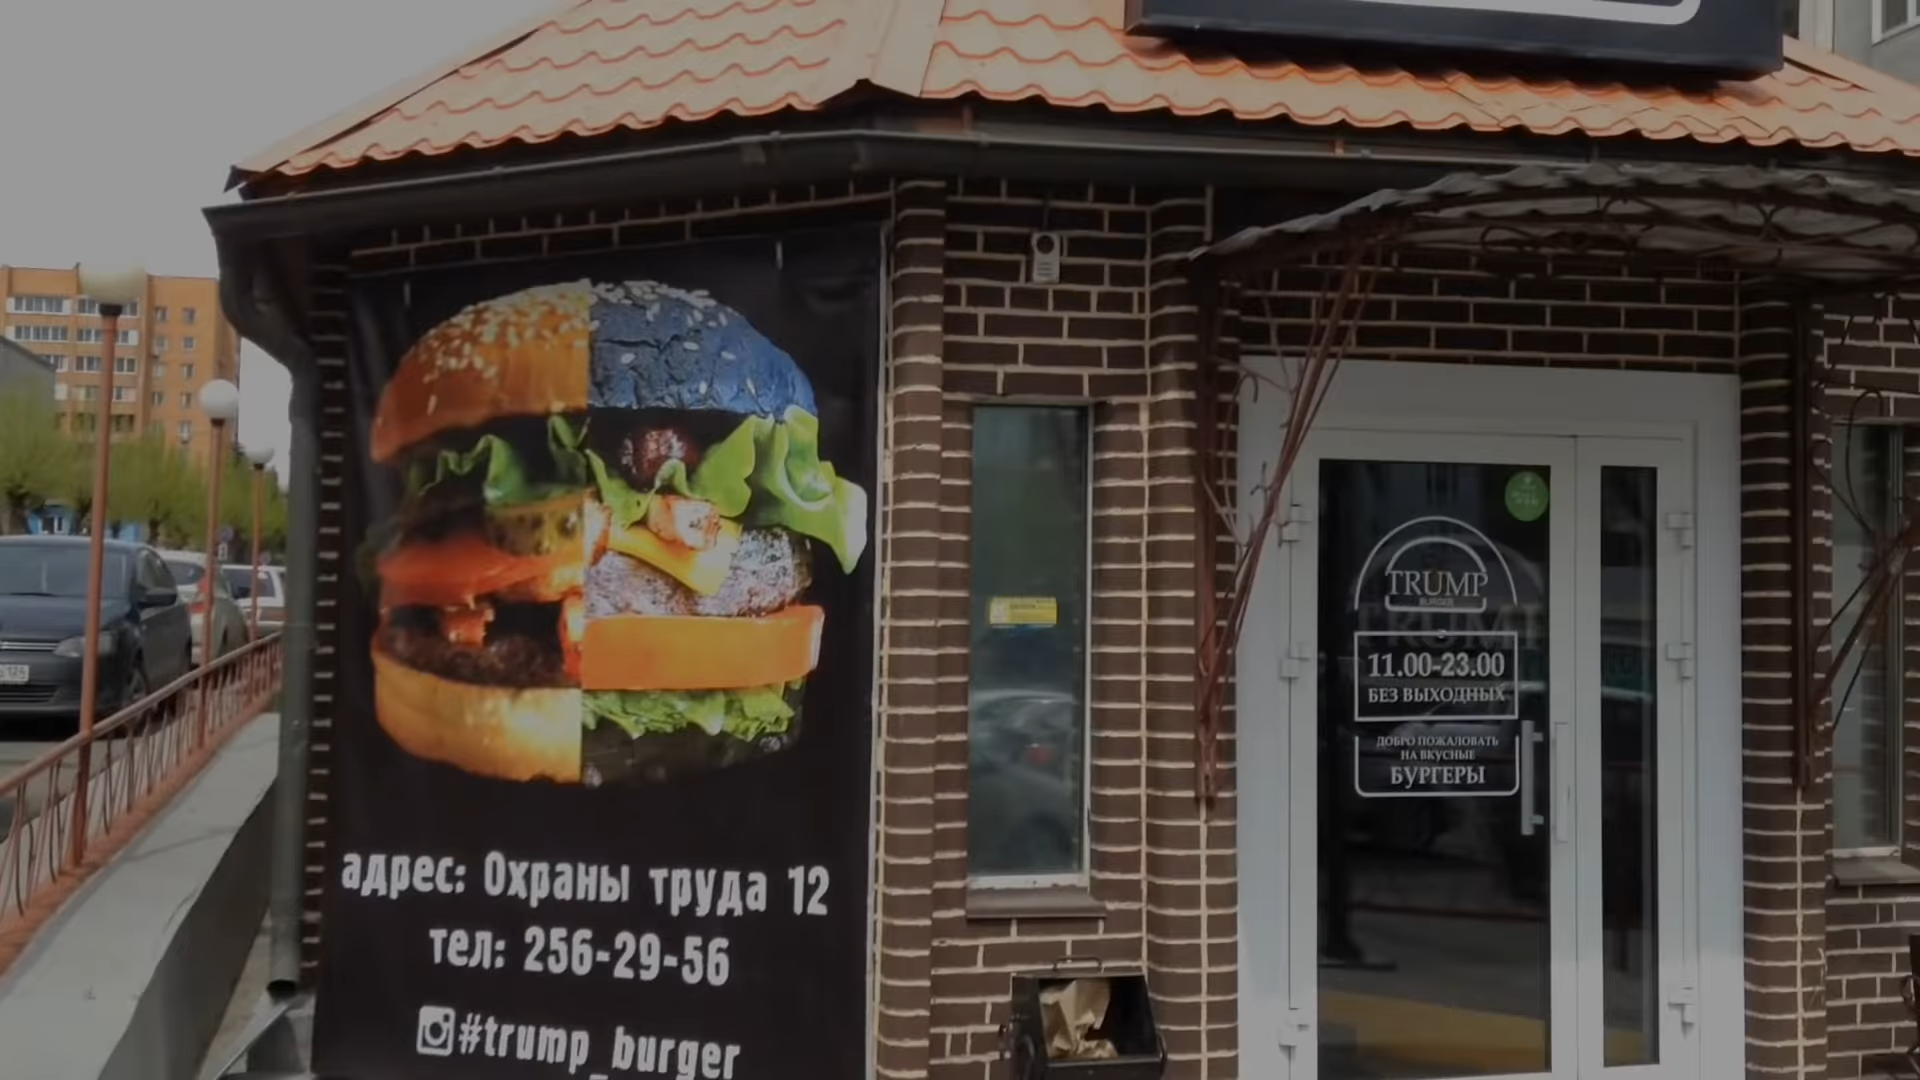 адрес: Охраны труда 12
тел: 256-29-56
#trump_burger
TRUMP
BURGER
11.00-23.00
БЕЗ ВЫХОДНЫХ
ДОБРО ПОЖАЛОВАТЬ
НА ВКУСНЫЕ
БУРГЕРЫ